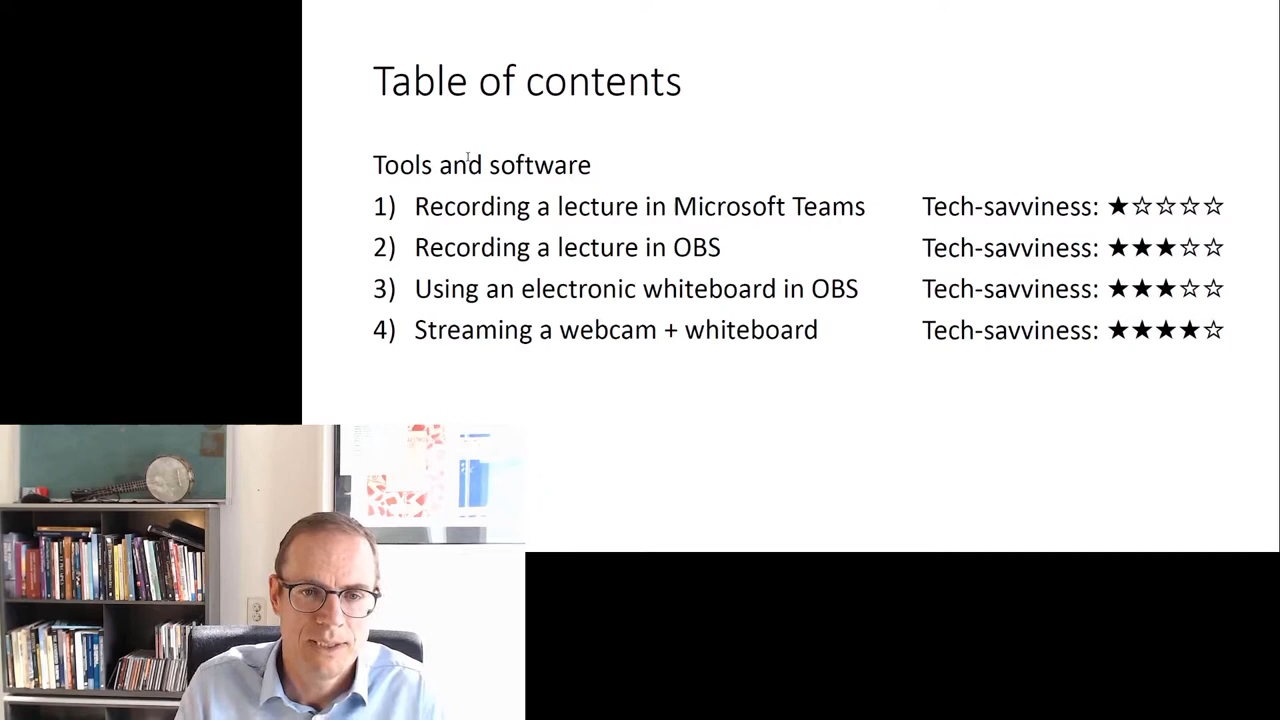 Table of contents
Tools and software
1) Recording a lecture in Microsoft Teams Tech-savviness: ★☆☆☆☆
2) Recording a lecture in OBS Tech-savviness: ★★★☆☆
3) Using an electronic whiteboard in OBS Tech-savviness: ★★★☆☆
4) Streaming a webcam + whiteboard Tech-savviness: ★★★★☆